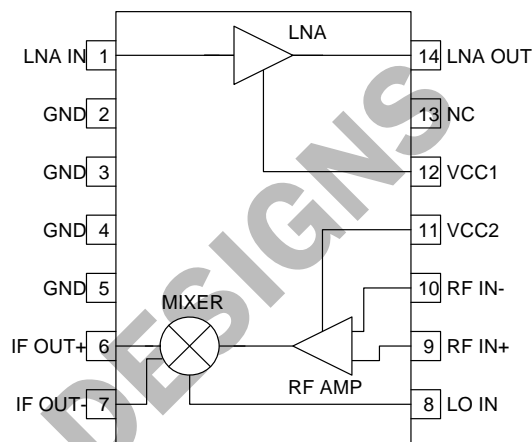 LNA
LNA IN 1
14 LNA OUT
GND 2
13 NC
GND 3
12 VCC1
GND 4
11 VCC2
GND 5
10 RF IN-
MIXER
IF OUT+ 6
9 RF IN+
RF AMP
IF OUT- 7
8 LO IN
DESIGNS